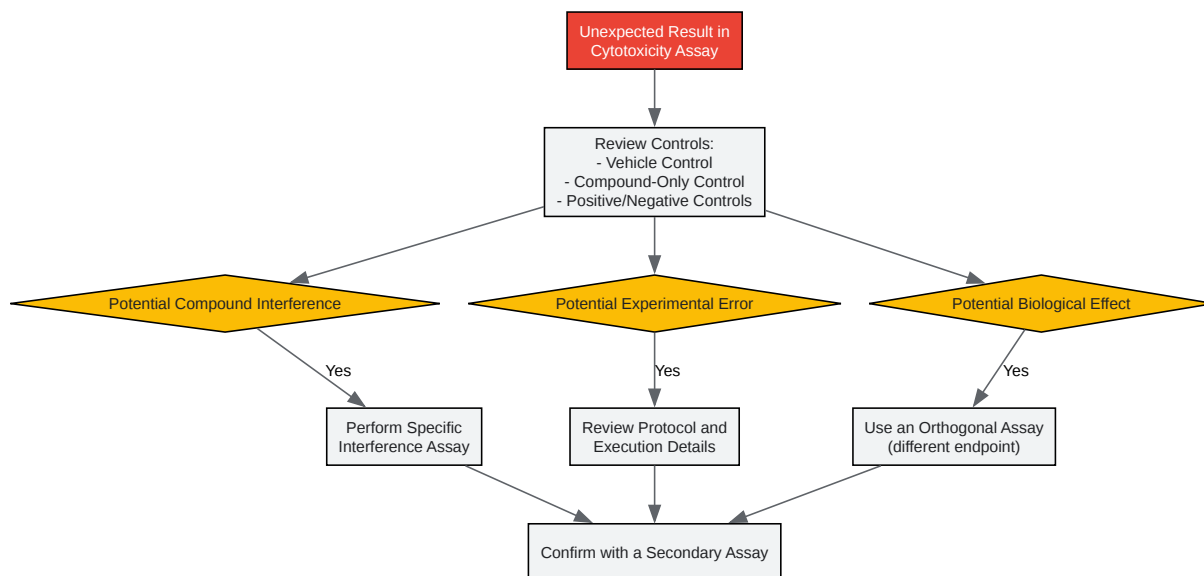 Unexpected Result in
Cytotoxicity Assay
Review Controls:
- Vehicle Control
- Compound-Only Control
- Positive/Negative Controls
Potential Compound Interference
Potential Experimental Error
Potential Biological Effect
Yes
Yes
Yes
Perform Specific
Interference Assay
Review Protocol and
Execution Details
Use an Orthogonal Assay
(different endpoint)
Confirm with a Secondary Assay